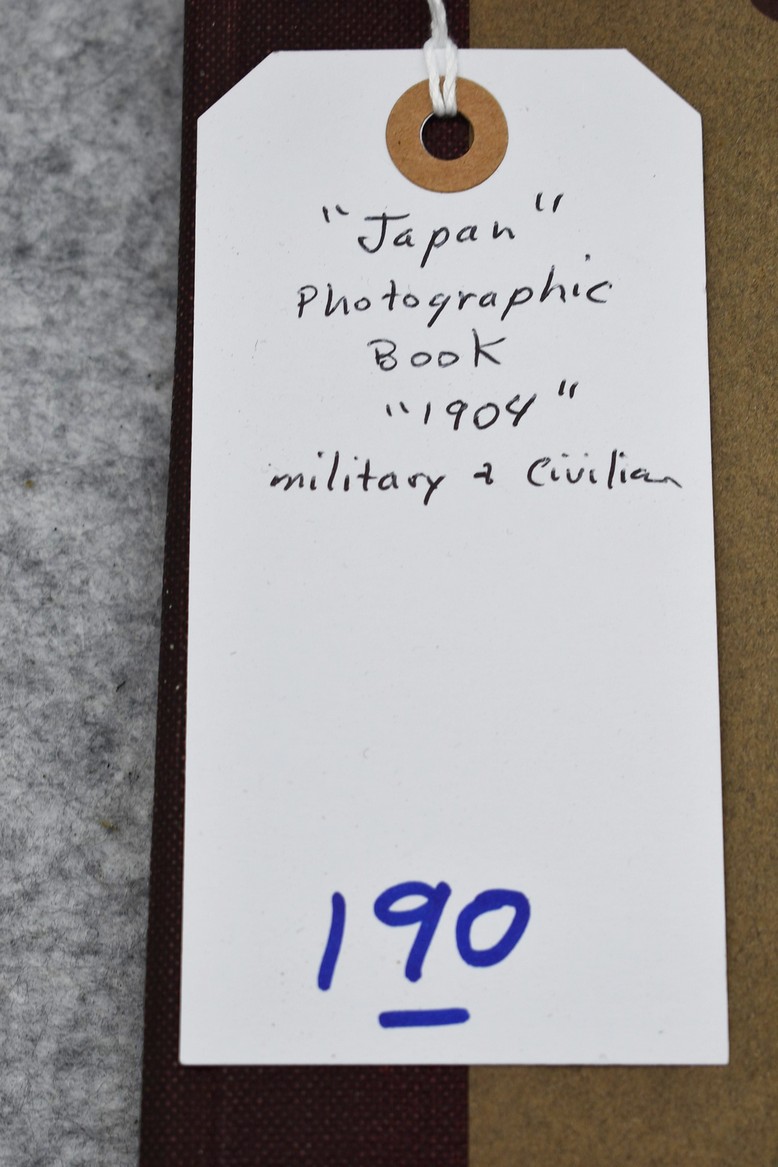 "Japan"
Photographic
Book
"1904"
military & Civilian
190